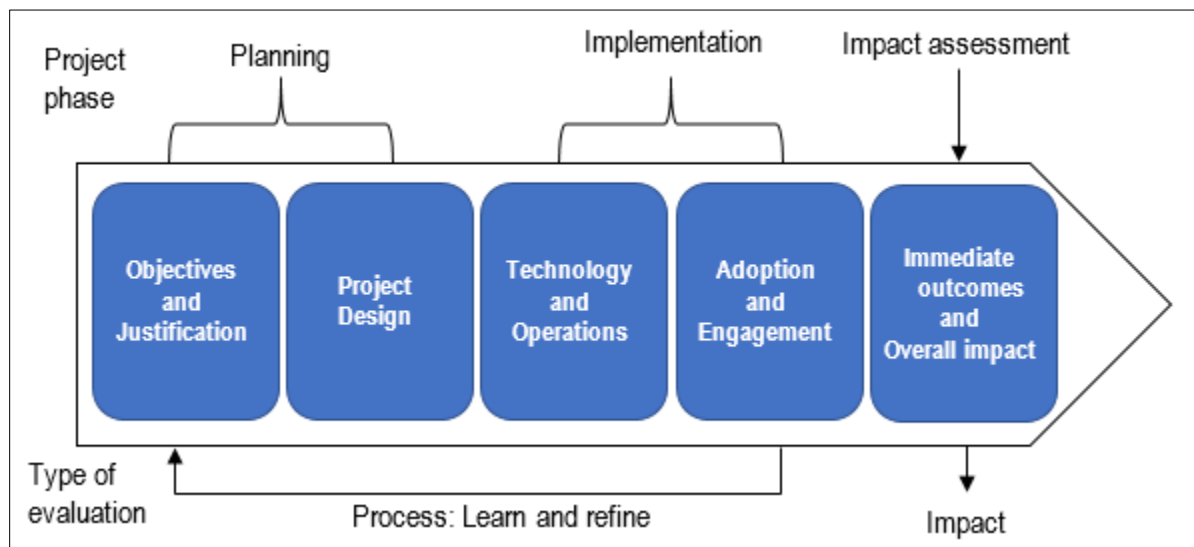 Project
phase
Planning
Implementation
Impact assessment
Objectives
and
Justification
Project
Design
Technology
and
Operations
Adoption
and
Engagement
Immediate
outcomes
and
Overall impact
Type of
evaluation
Process: Learn and refine
Impact